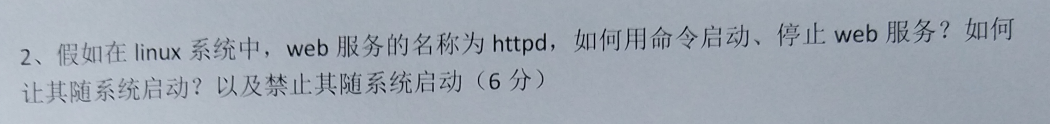 2、假如在 linux 系统中，web 服务的名称为 httpd，如何用命令启动、停止 web 服务？如何
让其随系统启动？以及禁止其随系统启动（6 分）